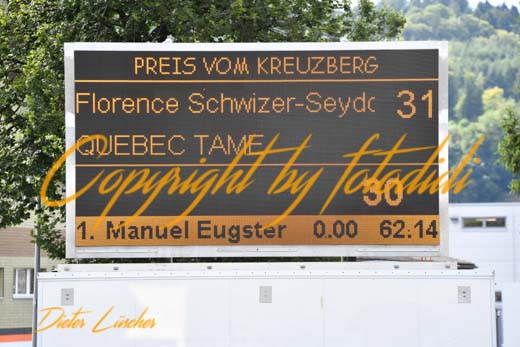 PREIS VOM KREUZBERG
Florence Schwizer-Seydo 31
QUEBEC TAME
Copyright by fotodidi
30
1. Manuel Eugster 0.00 62.14
Dieter Lüscher